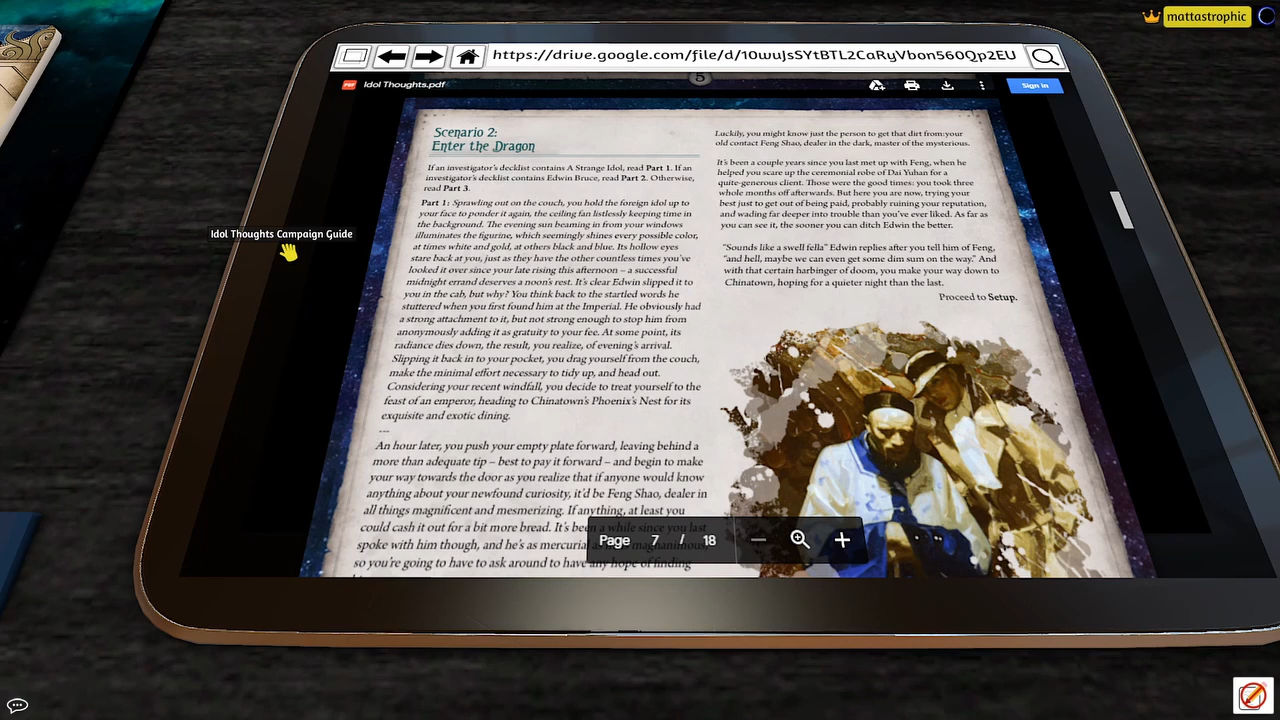 mattastrophic
https://drive.google.com/file/d/10wuJsSYtBTL2CaRyVbon560Qp2EU
5
PDF Idol Thoughts.pdf
Sign in
Idol Thoughts Campaign Guide
Scenario 2:
Enter the Dragon
If an investigator's decklist contains A Strange Idol, read Part 1. If an
investigator's decklist contains Edwin Bruce, read Part 2. Otherwise,
read Part 3.
Part 1: Sprawling out on the couch, you hold the foreign idol up to
your face to ponder it again, the ceiling fan listlessly keeping time in
the background. The evening sun beaming in from your windows
illuminates the figurine, which seemingly shines every possible color,
at times white and gold, at others black and blue. Its hollow eyes
stare back at you, just as they have the other countless times you've
looked it over since your late rising this afternoon – a successful
midnight errand deserves a noon's rest. It's clear Edwin slipped it to
you in the cab, but why? You think back to the startled words he
stuttered when you first found him at the Imperial. He obviously had
a strong attachment to it, but not strong enough to stop him from
anonymously adding it as gratuity to your fee. At some point, its
radiance dies down, the result, you realize, of evening's arrival.
Slipping it back in to your pocket, you drag yourself from the couch,
make the minimal effort necessary to tidy up, and head out.
Considering your recent windfall, you decide to treat yourself to the
feast of an emperor, heading to Chinatown's Phoenix's Nest for its
exquisite and exotic dining.
---
An hour later, you push your empty plate forward, leaving behind a
more than adequate tip – best to pay it forward – and begin to make
your way towards the door as you realize that if anyone would know
anything about your newfound curiosity, it'd be Feng Shao, dealer in
all things magnificent and mesmerizing. If anything, at least you
could cash it out for a bit more bread. It's been a while since you last
spoke with him though, and he's as mercurial as he is magnanimous,
so you're going to have to ask around to have any hope of finding
Luckily, you might know just the person to get that dirt from: your
old contact Feng Shao, dealer in the dark, master of the mysterious.
It's been a couple years since you last met up with Feng, when he
helped you scare up the ceremonial robe of Dai Yuhan for a
quite-generous client. Those were the good times: you took three
whole months off afterwards. But here you are now, trying your
best just to get out of being paid, probably ruining your reputation,
and wading far deeper into trouble than you've ever liked. As far as
you can see it, the sooner you can ditch Edwin the better.
"Sounds like a swell fella" Edwin replies after you tell him of Feng,
"and hell, maybe we can even get some dim sum on the way." And
with that certain harbinger of doom, you make your way down to
Chinatown, hoping for a quieter night than the last.
Proceed to Setup.
Page 7 / 18